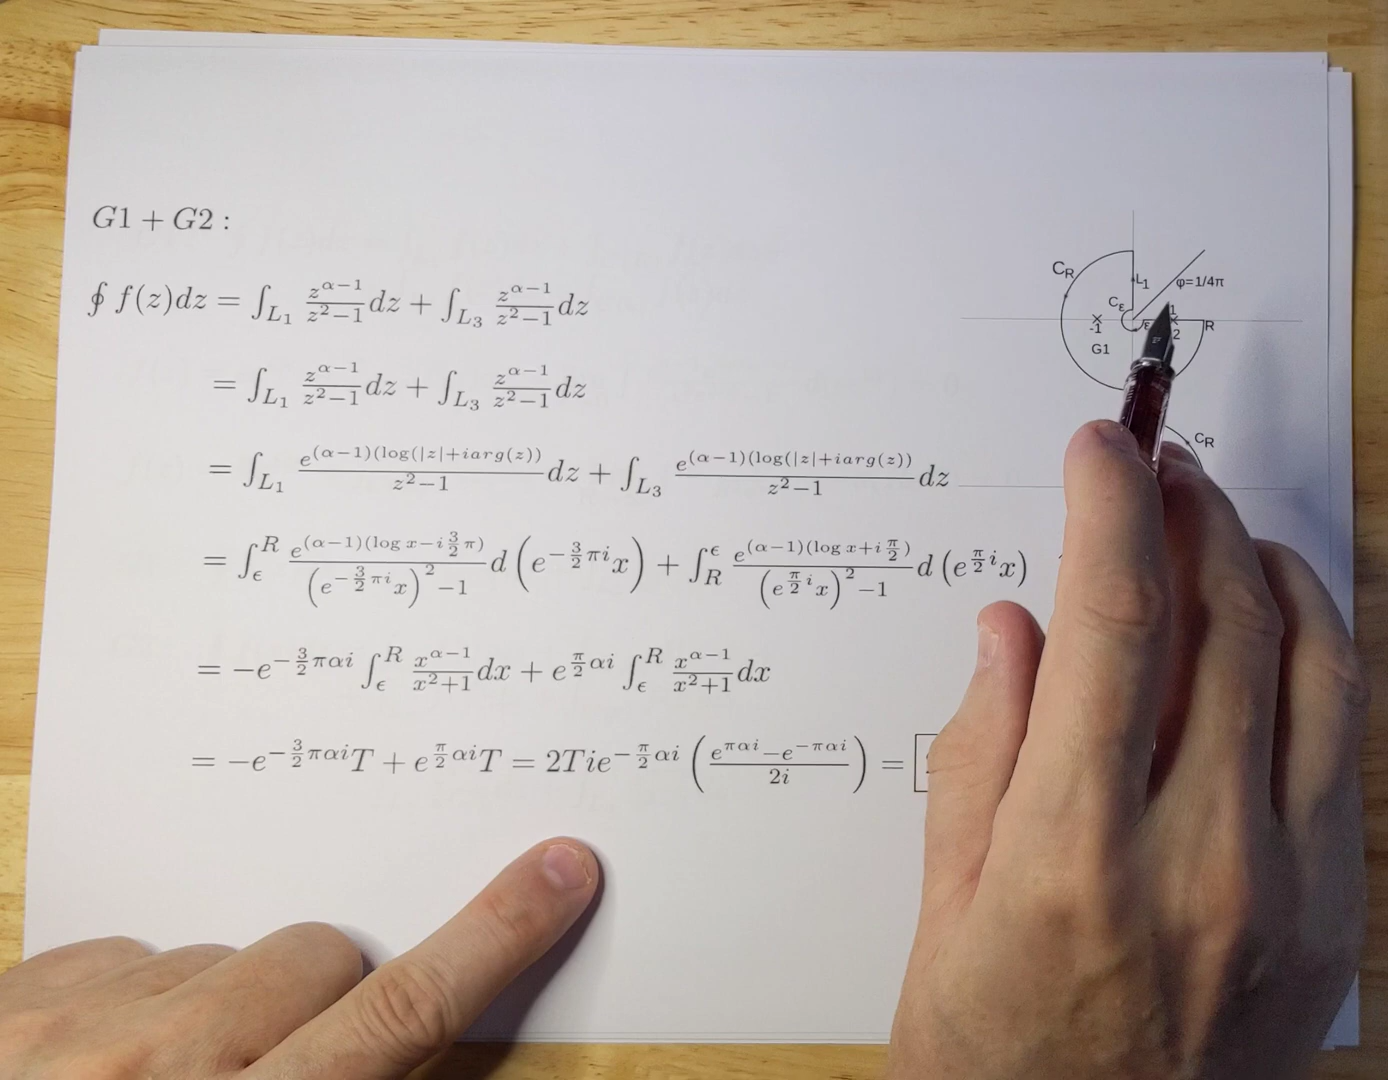 G1 + G2 :
∮ f(z)dz = ∫_{L_1} \frac{z^{α−1}}{z^2−1} dz + ∫_{L_3} \frac{z^{α−1}}{z^2−1} dz
= ∫_{L_1} \frac{z^{α−1}}{z^2−1} dz + ∫_{L_3} \frac{z^{α−1}}{z^2−1} dz
= ∫_{L_1} \frac{e^{(α−1)(log(|z|+iarg(z))}}{z^2−1} dz + ∫_{L_3} \frac{e^{(α−1)(log(|z|+iarg(z))}}{z^2−1} dz
= ∫_ϵ^R \frac{e^{(α−1)(log x−i\frac{3}{2}π)}}{(e^{−\frac{3}{2}πi}x)^2−1} d(e^{−\frac{3}{2}πi}x) + ∫_R^ϵ \frac{e^{(α−1)(log x+i\frac{π}{2})}}{(e^{\frac{π}{2}i}x)^2−1} d(e^{\frac{π}{2}i}x)
= −e^{−\frac{3}{2}παi} ∫_ϵ^R \frac{x^{α−1}}{x^2+1} dx + e^{\frac{π}{2}αi} ∫_ϵ^R \frac{x^{α−1}}{x^2+1} dx
= −e^{−\frac{3}{2}παi}T + e^{\frac{π}{2}αi}T = 2Tie^{−\frac{π}{2}αi} (\frac{e^{παi}−e^{−παi}}{2i}) =
C_R
L_1
φ=1/4π
C_ε
-1
G1
ε
1
2
R
C_R